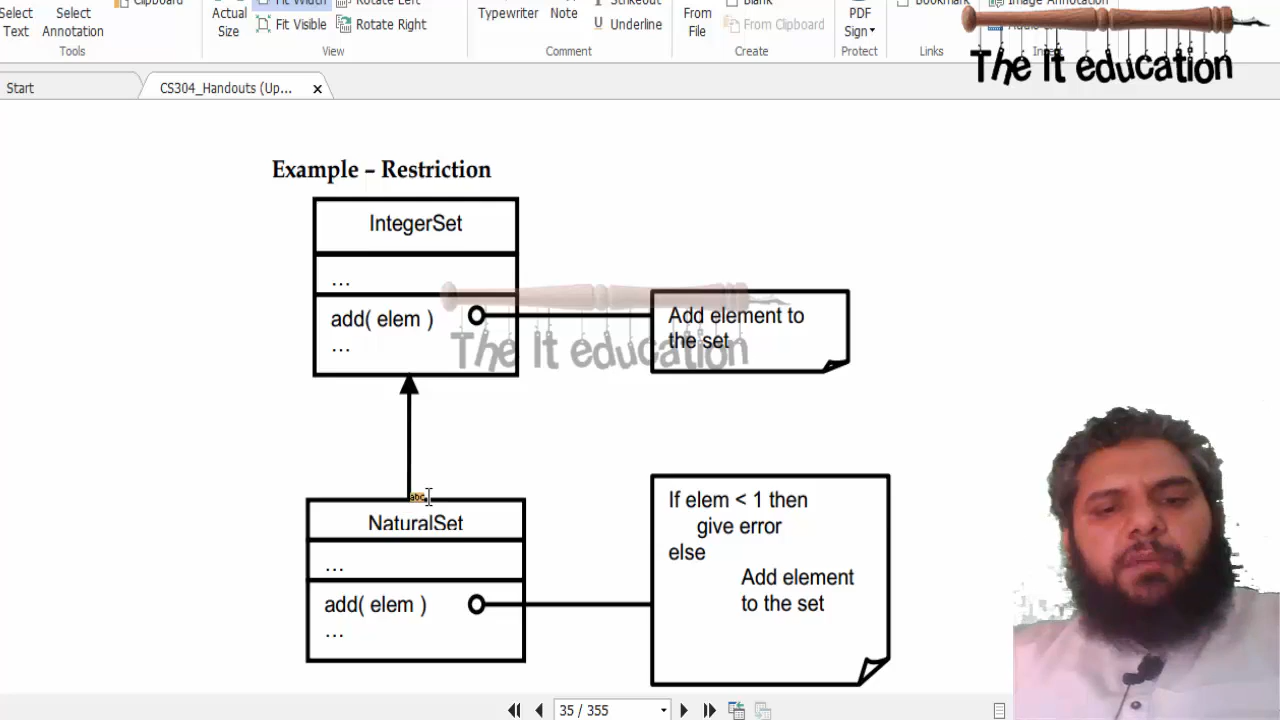 Select
Text
Select
Annotation
Clipboard
Tools
Actual
Size
Fit Width
Fit Visible
Rotate Left
Rotate Right
View
Typewriter
Note
Strikeout
Underline
Comment
From
File
Blank
From Clipboard
Create
PDF
Sign
Protect
Bookmark
Links
Image Annotation
The It education
Start
CS304_Handouts (Up... ×
Example – Restriction
IntegerSet
...
add( elem )
...
Add element to
the set
The It education
abc
NaturalSet
...
add( elem )
...
If elem < 1 then
give error
else
Add element
to the set
35 / 355